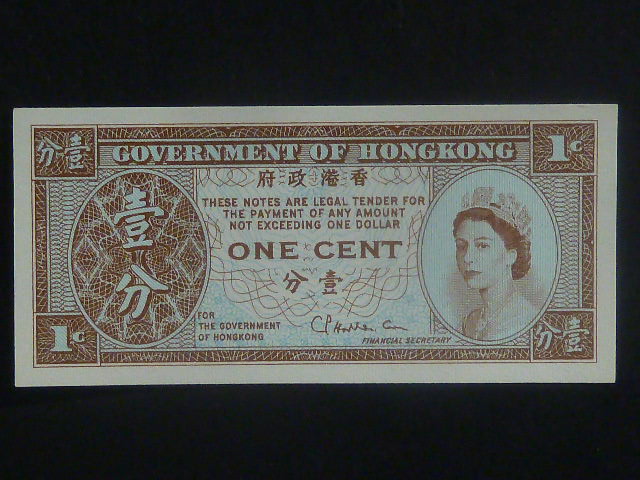 分壹
GOVERNMENT OF HONGKONG
1c
府政港香
THESE NOTES ARE LEGAL TENDER FOR
THE PAYMENT OF ANY AMOUNT
NOT EXCEEDING ONE DOLLAR
壹分
ONE CENT
分壹
FOR
THE GOVERNMENT
OF HONGKONG
FINANCIAL SECRETARY
1c
分壹